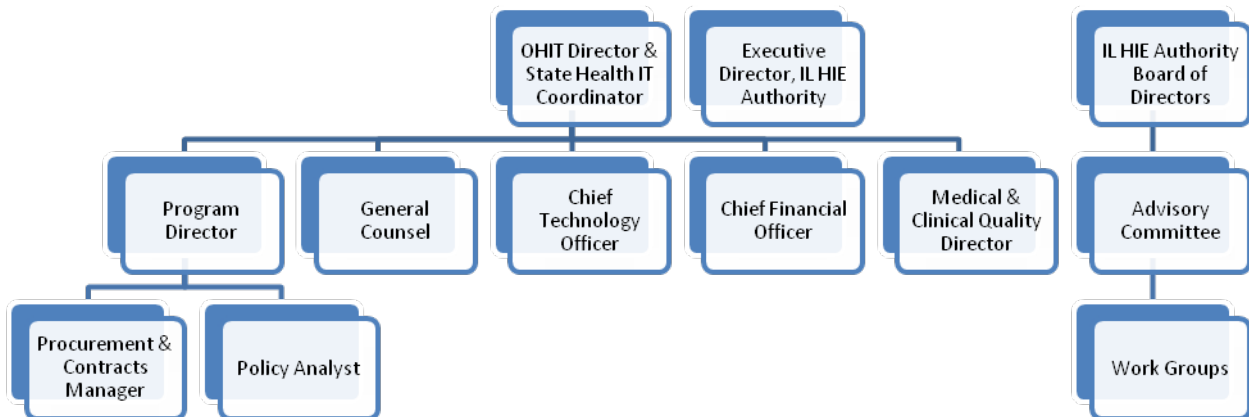 OHIT Director &
State Health IT
Coordinator
Executive
Director, IL HIE
Authority
IL HIE Authority
Board of
Directors
Program
Director
General
Counsel
Chief
Technology
Officer
Chief Financial
Officer
Medical &
Clinical Quality
Director
Advisory
Committee
Procurement &
Contracts
Manager
Policy Analyst
Work Groups